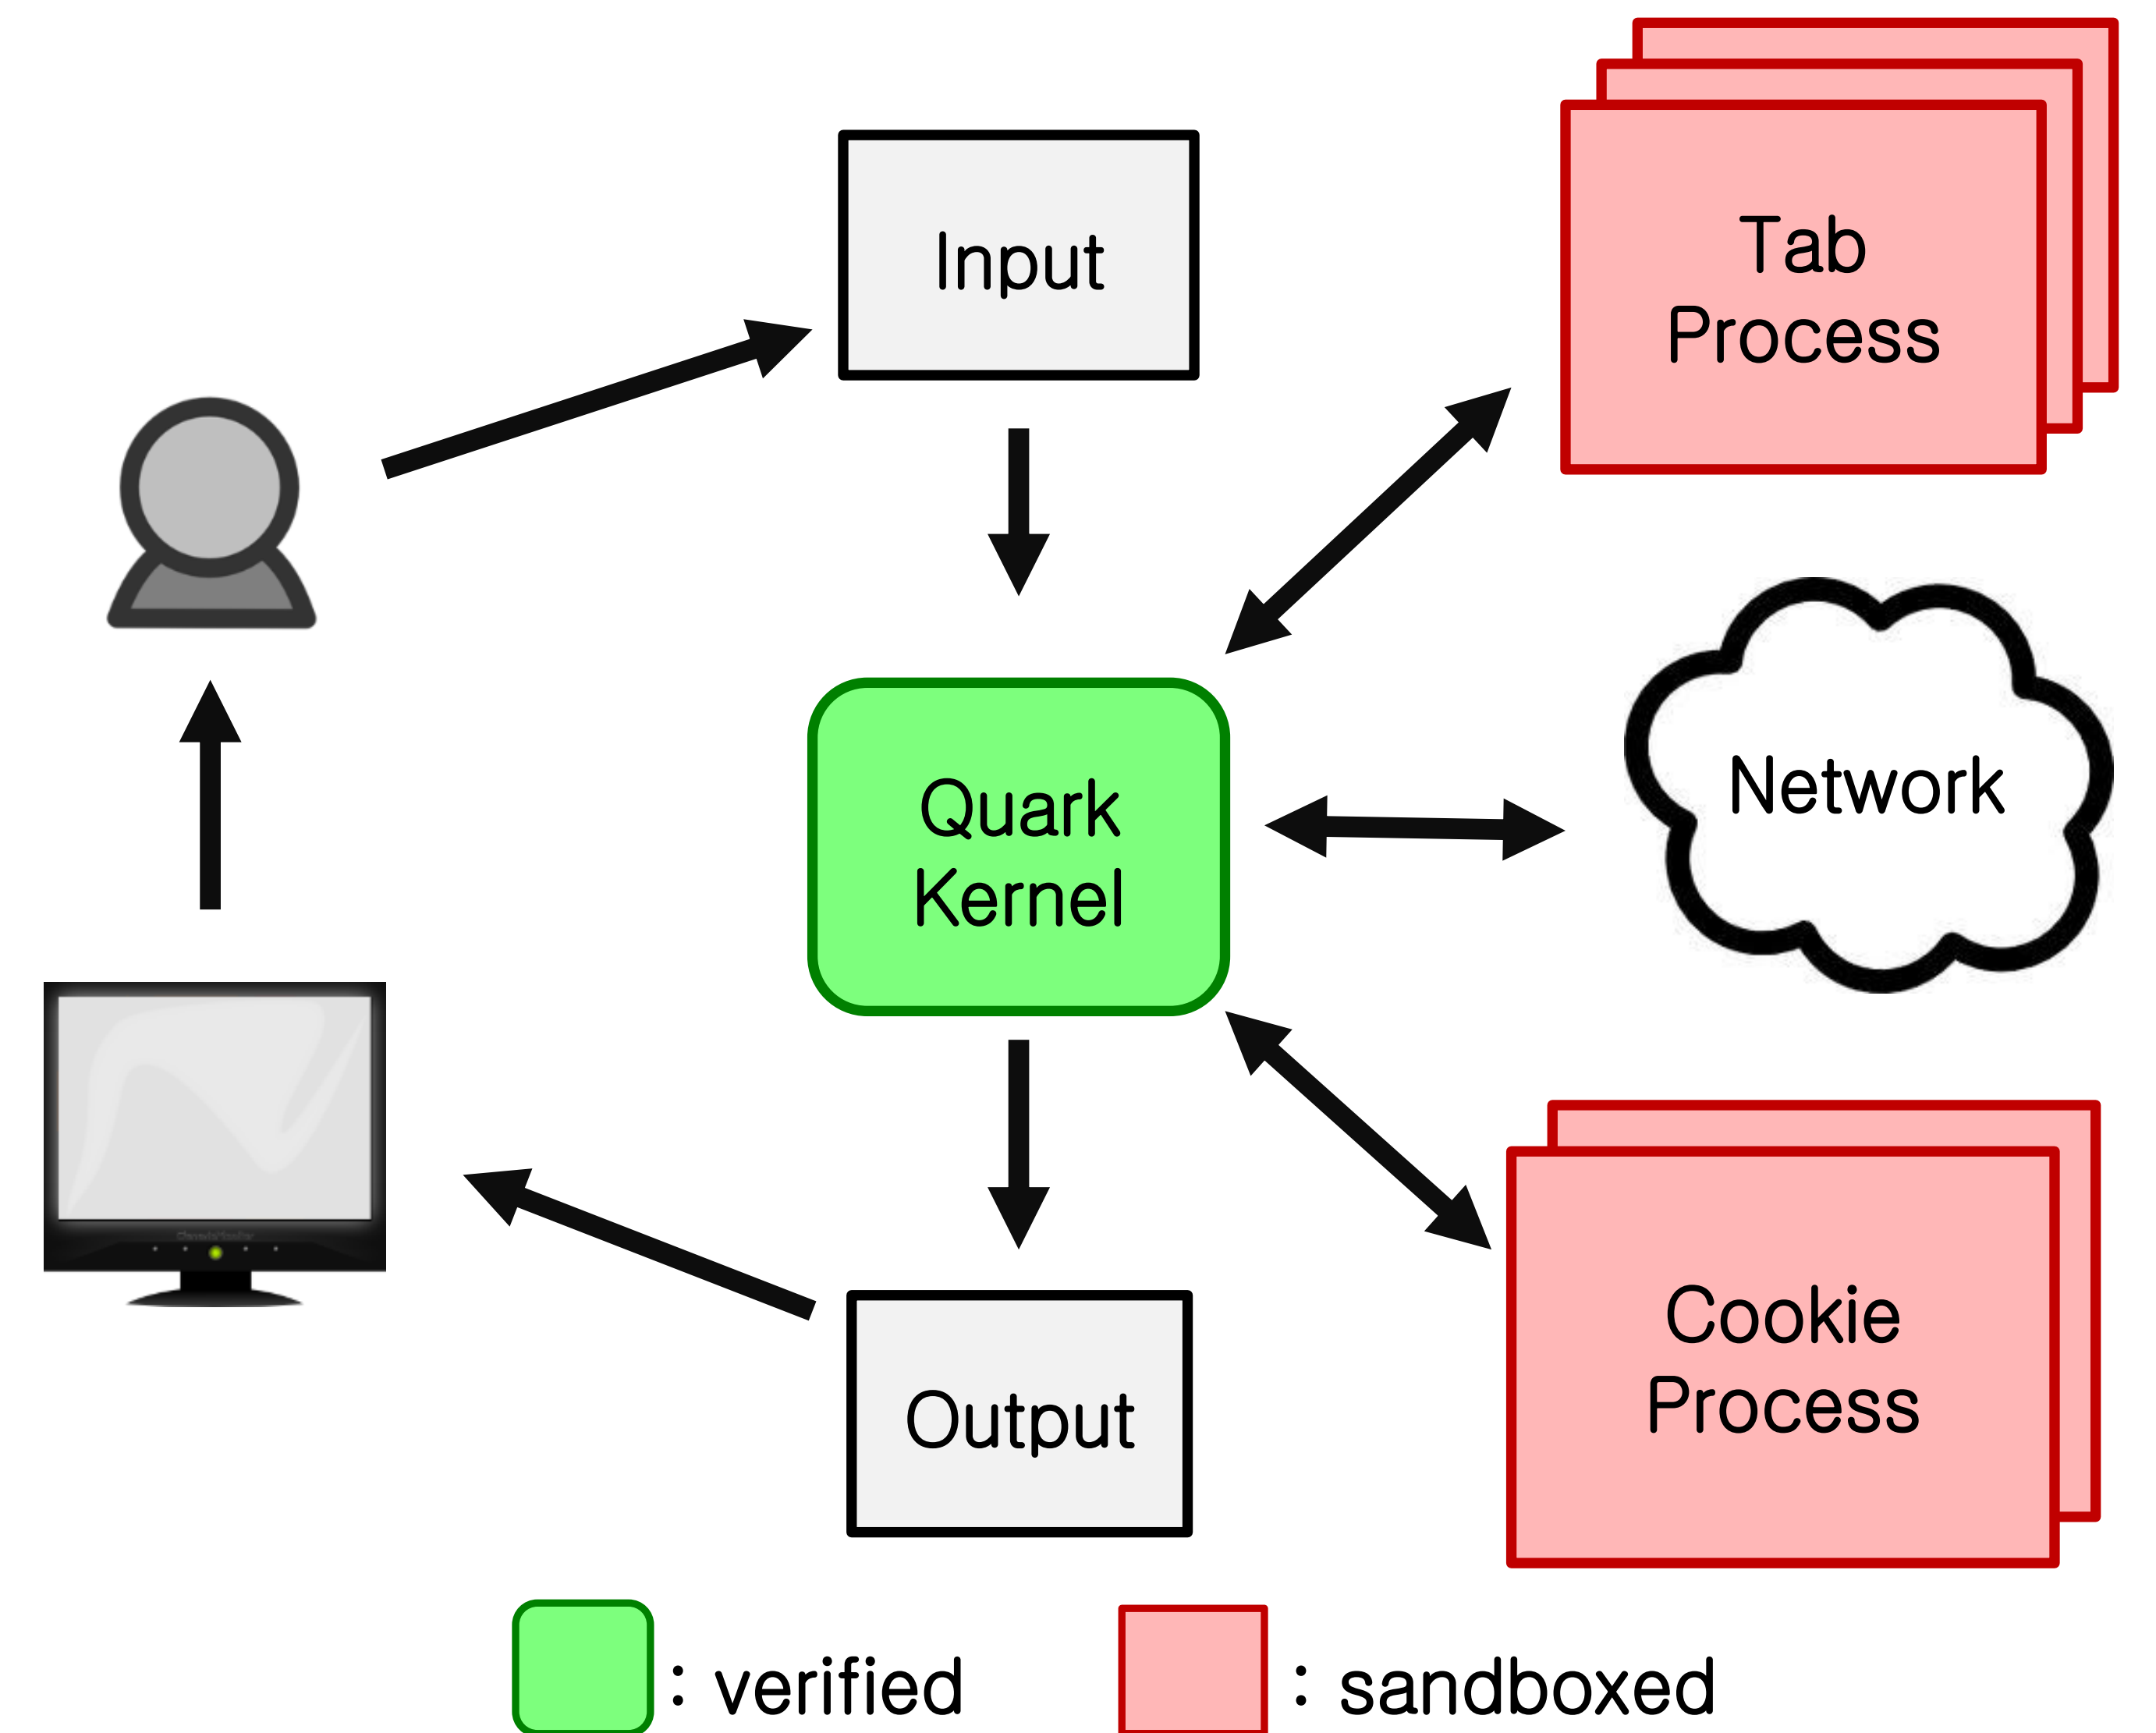 Input
Tab
Process
Quark
Kernel
Network
Output
Cookie
Process
: verified
: sandboxed